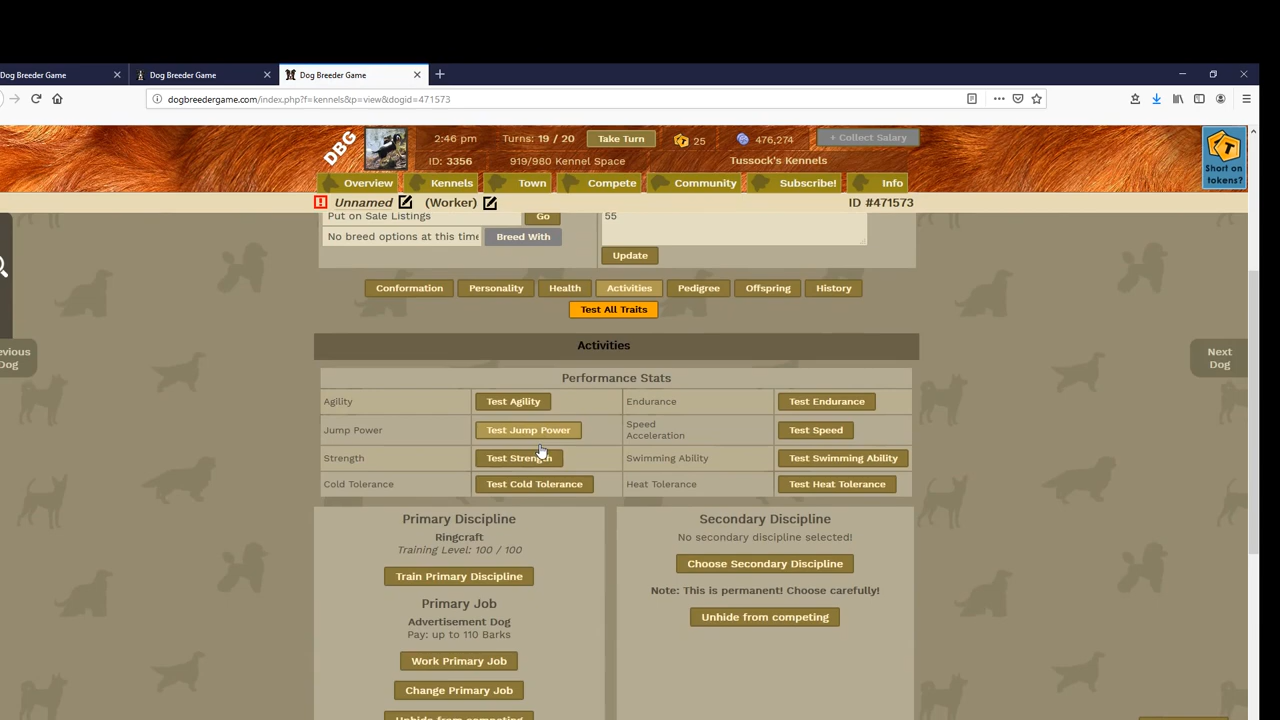 Dog Breeder Game
Dog Breeder Game
Dog Breeder Game
dogbreedergame.com/index.php?f=kennels&p=view&dogid=471573
DBG
2:46 pm Turns: 19 / 20 Take Turn 25 476,274 + Collect Salary
ID: 3356 919/980 Kennel Space Tussock's Kennels
Short on tokens?
Overview Kennels Town Compete Community Subscribe! Info
Unnamed (Worker) ID #471573
Put on Sale Listings Go 55
No breed options at this time Breed With
Update
Conformation Personality Health Activities Pedigree Offspring History
Test All Traits
evious Dog
Next Dog
Activities
Performance Stats
Agility Test Agility Endurance Test Endurance
Jump Power Test Jump Power Speed Acceleration Test Speed
Strength Test Strength Swimming Ability Test Swimming Ability
Cold Tolerance Test Cold Tolerance Heat Tolerance Test Heat Tolerance
Primary Discipline
Ringcraft
Training Level: 100 / 100
Train Primary Discipline
Primary Job
Advertisement Dog
Pay: up to 110 Barks
Work Primary Job
Change Primary Job
Unhide from competing
Secondary Discipline
No secondary discipline selected!
Choose Secondary Discipline
Note: This is permanent! Choose carefully!
Unhide from competing